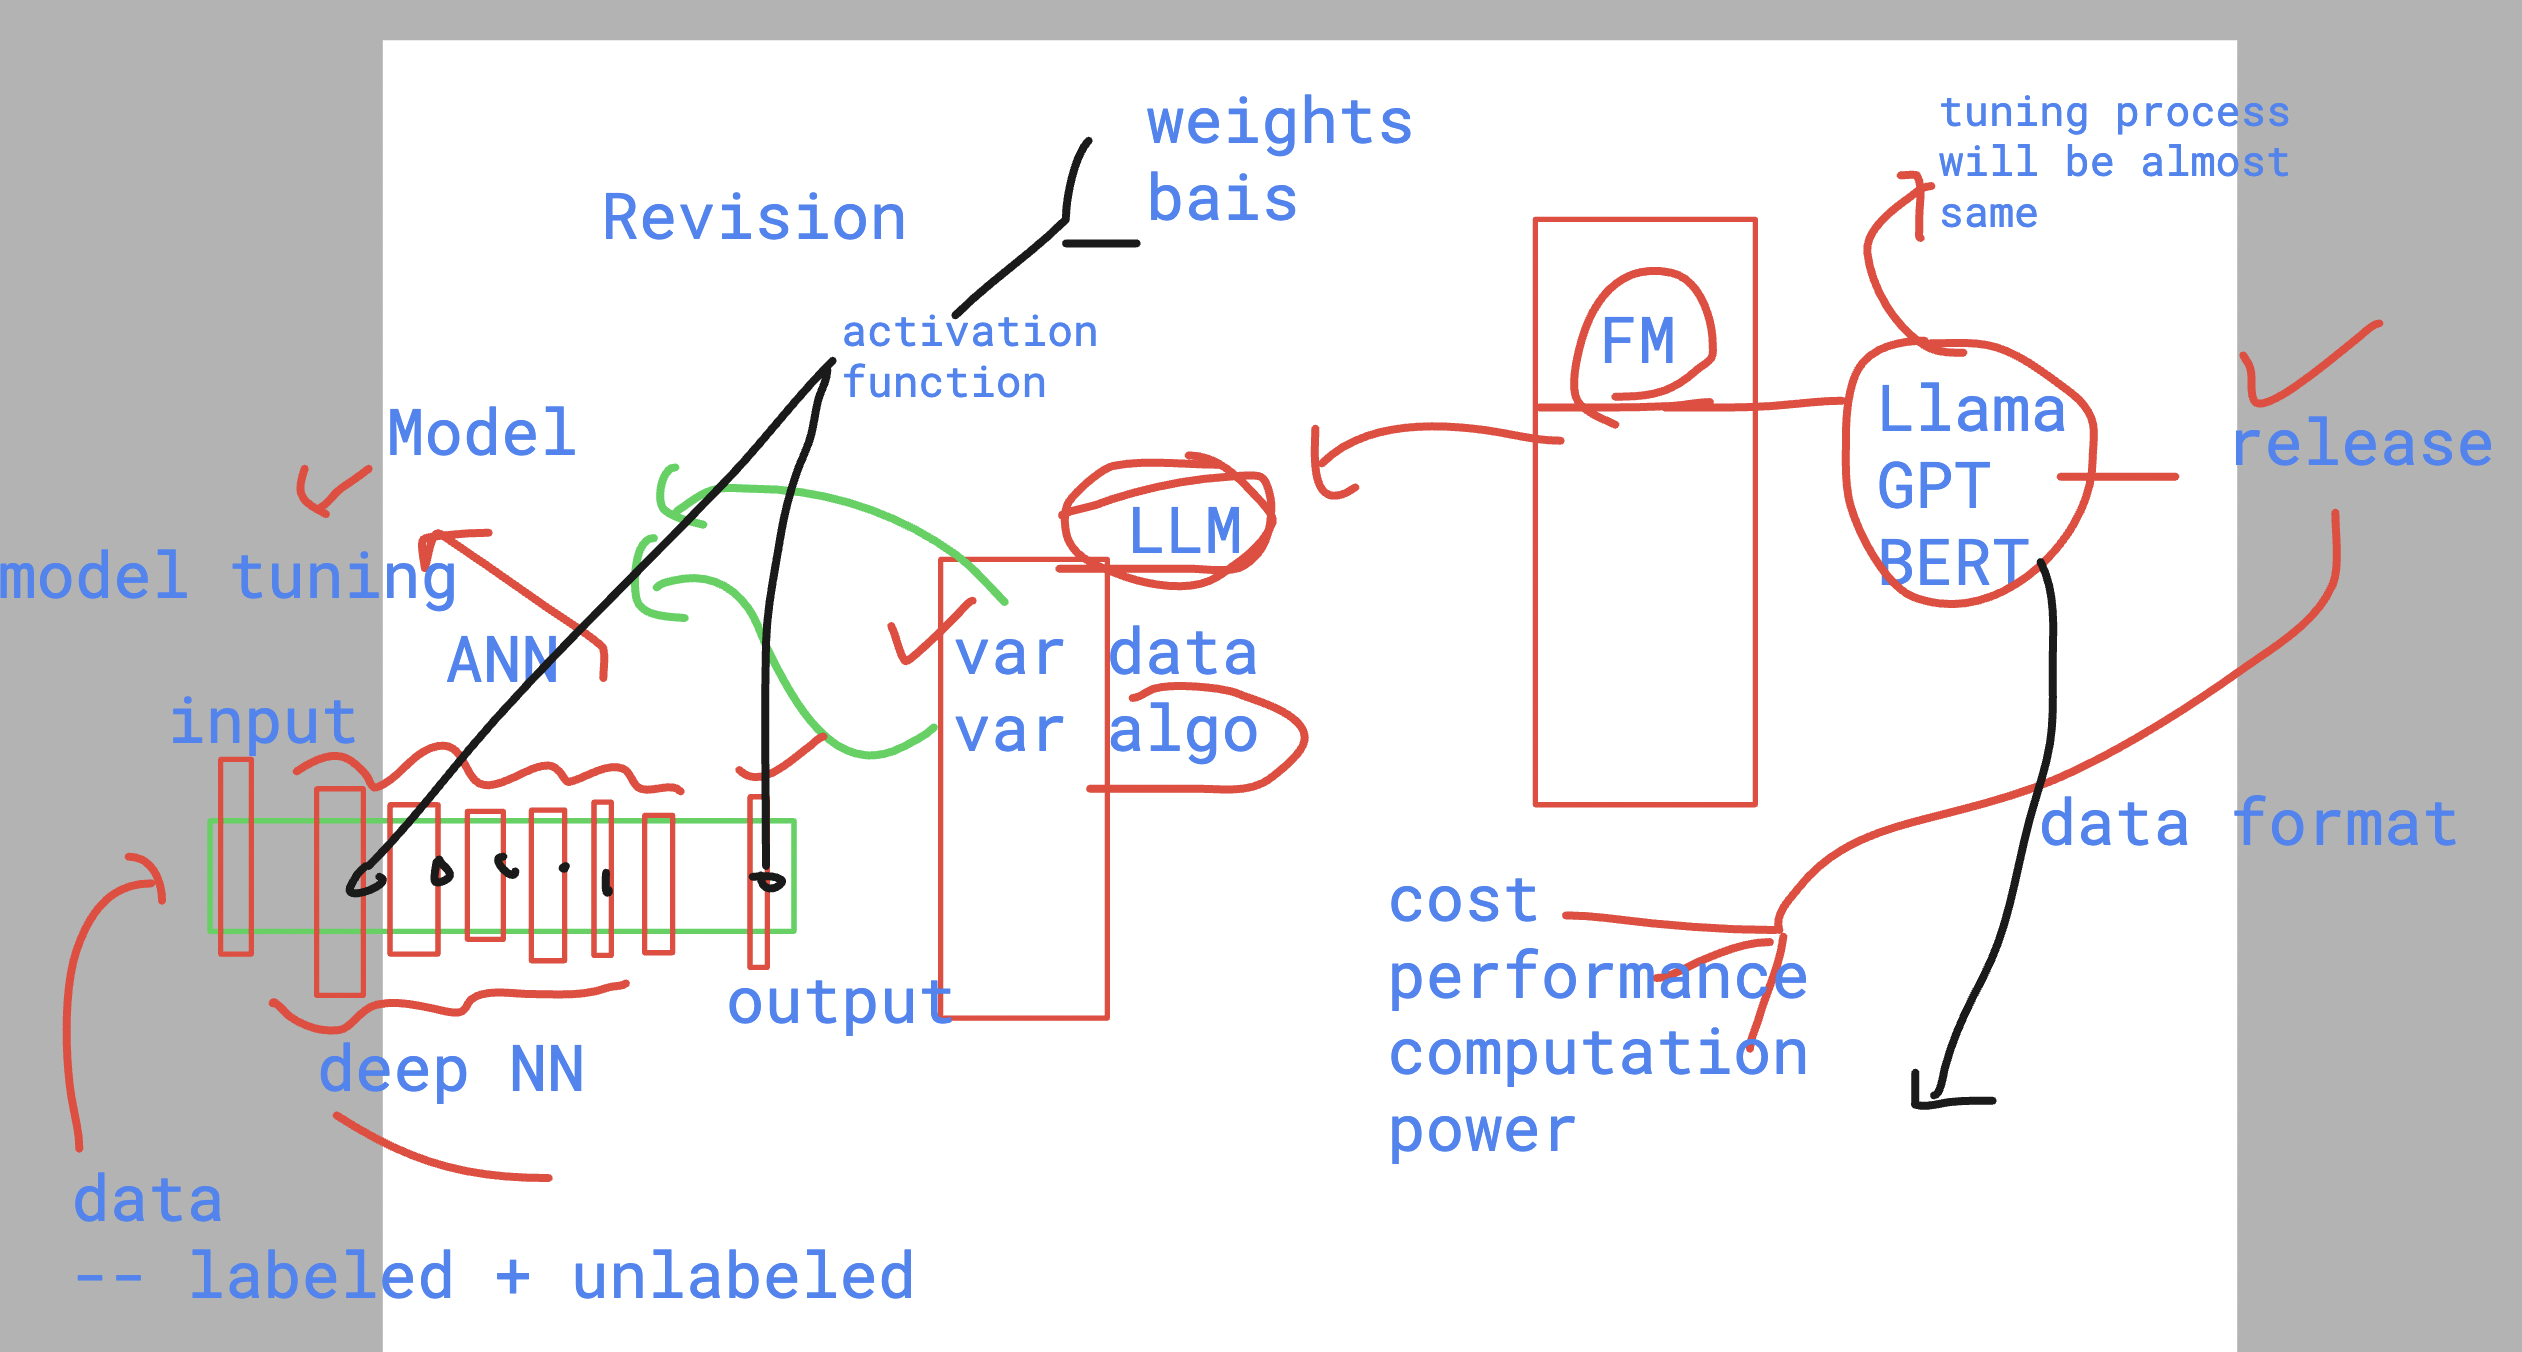 weights
bais
Revision
activation
function
Model
model tuning
ANN
input
output
deep NN
data
-- labeled + unlabeled
LLM
var data
var algo
FM
tuning process
will be almost
same
Llama
GPT
BERT
release
data format
cost
performance
computation
power